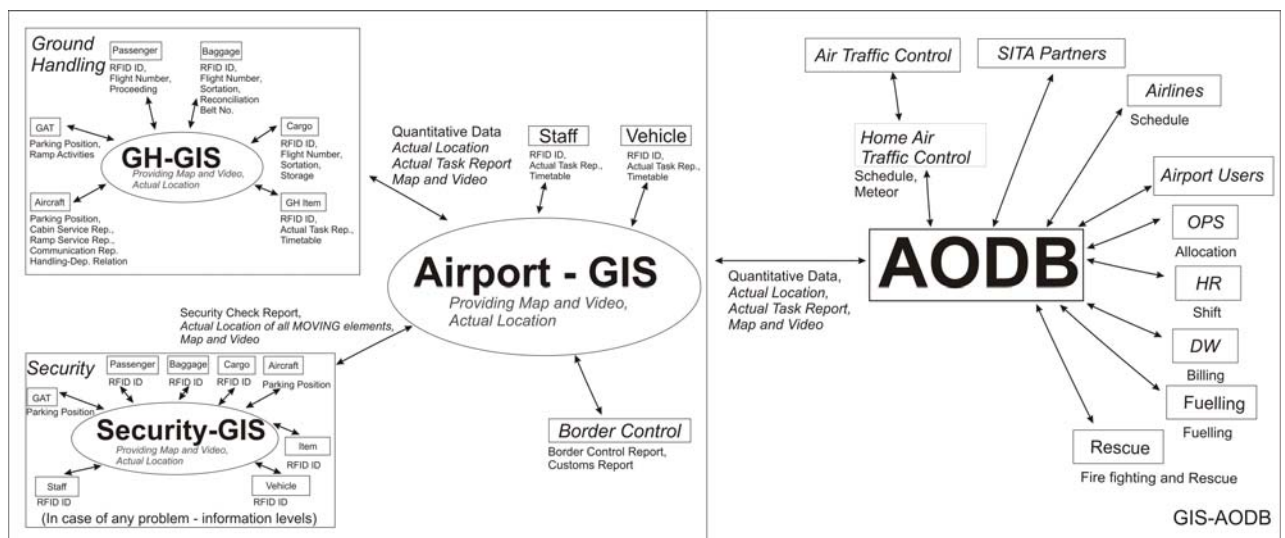 Ground
Handling
Passenger
RFID ID,
Flight Number,
Proceeding
Baggage
RFID ID,
Flight Number,
Sortation,
Reconciliation
Belt No.
GAT
Parking Position,
Ramp Activities
Cargo
RFID ID,
Flight Number,
Sortation,
Storage
GH-GIS
Providing Map and Video,
Actual Location
Aircraft
Parking Position,
Cabin Service Rep.,
Ramp Service Rep.,
Communication Rep.
Handling-Dep. Relation
GH Item
RFID ID,
Actual Task Rep.,
Timetable
Quantitative Data
Actual Location
Actual Task Report
Map and Video
Staff
RFID ID,
Actual Task Rep.,
Timetable
Vehicle
RFID ID,
Actual Task Rep.,
Timetable
Airport - GIS
Providing Map and Video,
Actual Location
Security Check Report,
Actual Location of all MOVING elements,
Map and Video
Security
Passenger
RFID ID
Baggage
RFID ID
Cargo
RFID ID
Aircraft
Parking Position
GAT
Parking Position
Security-GIS
Providing Map and Video,
Actual Location
Item
RFID ID
Staff
RFID ID
Vehicle
RFID ID
(In case of any problem - information levels)
Border Control
Border Control Report,
Customs Report
Quantitative Data,
Actual Location,
Actual Task Report,
Map and Video
Air Traffic Control
SITA Partners
Airlines
Schedule
Home Air
Traffic Control
Schedule,
Meteor
Airport Users
AODB
OPS
Allocation
HR
Shift
DW
Billing
Fuelling
Fuelling
Rescue
Fire fighting and Rescue
GIS-AODB